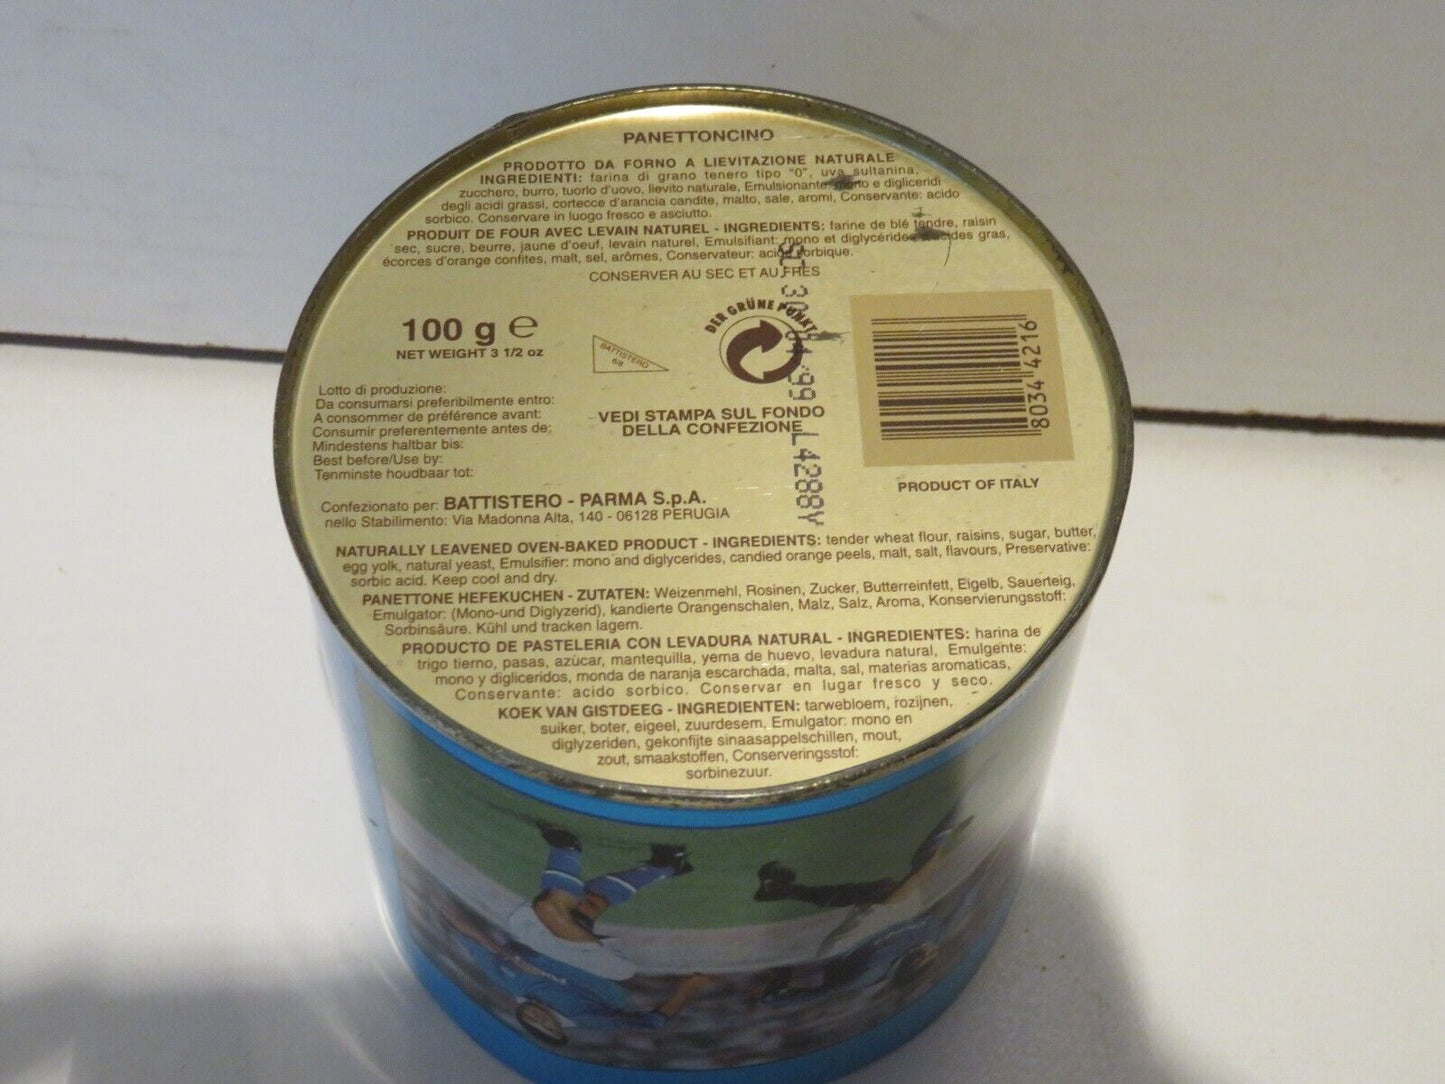 PANETTONCINO
PRODOTTO DA FORNO A LIEVITAZIONE NATURALE
INGREDIENTI: farina di grano tenero tipo "0", uva sultanina,
zucchero, burro, tuorlo d'uovo, lievito naturale, Emulsionante: mono e digliceridi
degli acidi grassi, cortecce d'arancia candite, malto, sale, aromi, Conservante: acido
sorbico. Conservare in luogo fresco e asciutto.
PRODUIT DE FOUR AVEC LEVAIN NATUREL - INGREDIENTS: farine de blé tendre, raisin
sec, sucre, beurre, jaune d'oeuf, levain naturel, Emulsifiant: mono et diglycérides d'acides gras,
écorces d'orange confites, malt, sel, arômes, Conservateur: acide sorbique.
CONSERVER AU SEC ET AU FRES
100 g e
NET WEIGHT 3 1/2 oz
BATTISTERO
68
DER GRÜNE PUNKT
8034 4216
Lotto di produzione:
Da consumarsi preferibilmente entro:
A consommer de préférence avant:
Consumir preferentemente antes de:
Mindestens haltbar bis:
Best before/Use by:
Tenminste houdbaar tot:
VEDI STAMPA SUL FONDO
DELLA CONFEZIONE
L4288Y
PRODUCT OF ITALY
Confezionato per: BATTISTERO - PARMA S.p.A.
nello Stabilimento: Via Madonna Alta, 140 - 06128 PERUGIA
NATURALLY LEAVENED OVEN-BAKED PRODUCT - INGREDIENTS: tender wheat flour, raisins, sugar, butter,
egg yolk, natural yeast, Emulsifier: mono and diglycerides, candied orange peels, malt, salt, flavours, Preservative:
sorbic acid. Keep cool and dry.
PANETTONE HEFEKUCHEN - ZUTATEN: Weizenmehl, Rosinen, Zucker, Butterreinfett, Eigelb, Sauerteig,
Emulgator: (Mono-und Diglyzerid), kandierte Orangenschalen, Malz, Salz, Aroma, Konservierungsstoff:
Sorbinsäure. Kühl und tracken lagern.
PRODUCTO DE PASTELERIA CON LEVADURA NATURAL - INGREDIENTES: harina de
trigo tierno, pasas, azùcar, mantequilla, yema de huevo, levadura natural, Emulgente:
mono y digliceridos, monda de naranja escarchada, malta, sal, materias aromaticas,
Conservante: acido sorbico. Conservar en lugar fresco y seco.
KOEK VAN GISTDEEG - INGREDIENTEN: tarwebloem, rozijnen,
suiker, boter, eigeel, zuurdesem, Emulgator: mono en
diglyzeriden, gekonfijte sinaasappelschillen, mout,
zout, smaakstoffen, Conserveringsstof:
sorbinezuur.